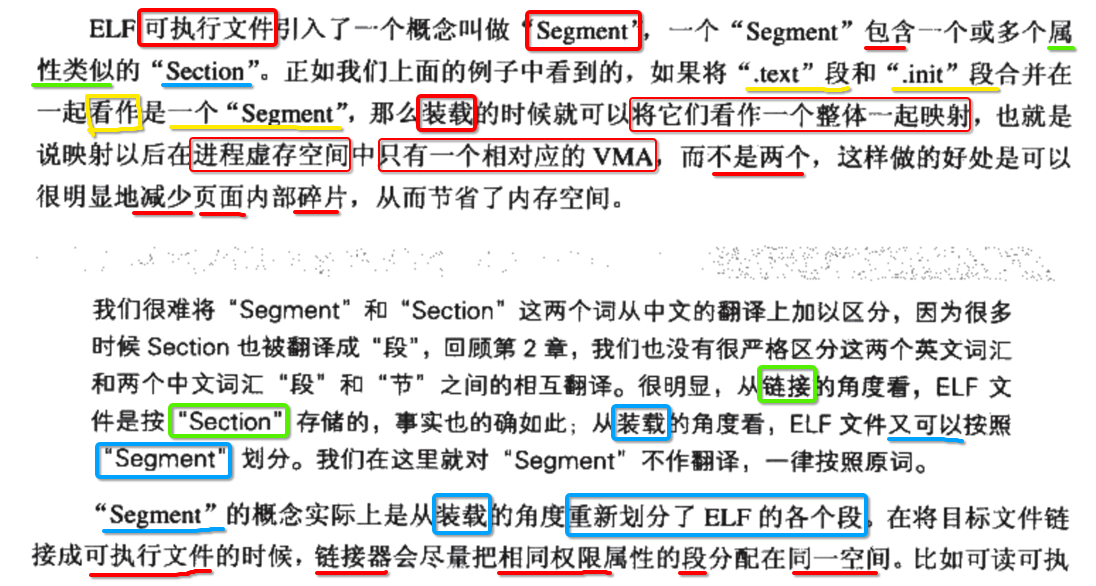 ELF 可执行文件引入了一个概念叫做“Segment”，一个“Segment”包含一个或多个属
性类似的“Section”。正如我们上面的例子中看到的，如果将“.text”段和“.init”段合并在
一起看作是一个“Segment”，那么装载的时候就可以将它们看作一个整体一起映射，也就是
说映射以后在进程虚存空间中只有一个相对应的 VMA，而不是两个，这样做的好处是可以
很明显地减少页面内部碎片，从而节省了内存空间。
我们很难将“Segment”和“Section”这两个词从中文的翻译上加以区分，因为很多
时候 Section 也被翻译成“段”，回顾第 2 章，我们也没有很严格区分这两个英文词汇
和两个中文词汇“段”和“节”之间的相互翻译。很明显，从链接的角度看，ELF 文
件是按“Section”存储的，事实也的确如此；从装载的角度看，ELF 文件又可以按照
“Segment”划分。我们在这里就对“Segment”不作翻译，一律按照原词。
“Segment”的概念实际上是从装载的角度重新划分了 ELF 的各个段。在将目标文件链
接成可执行文件的时候，链接器会尽量把相同权限属性的段分配在同一空间。比如可读可执